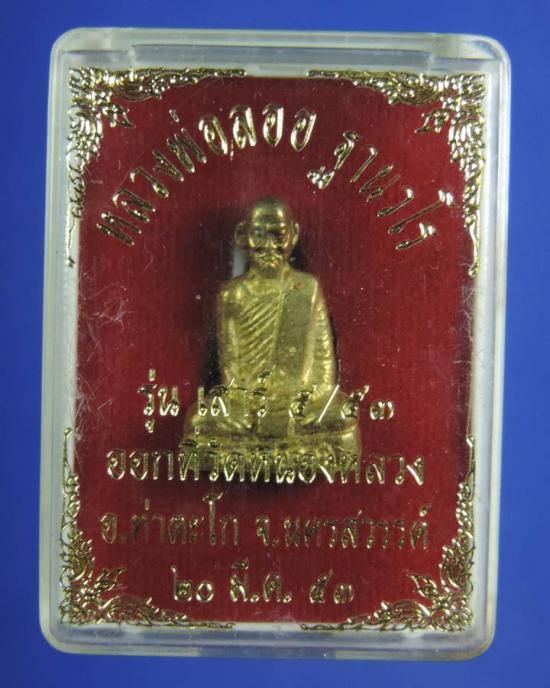 หลวงพ่อลออ ฐานวโร
รุ่น เสาร์ ๕/๕๓
ออกที่วัดหนองหลวง
อ.ท่าตะโก จ.นครสวรรค์
๒๐ มี.ค. ๕๓